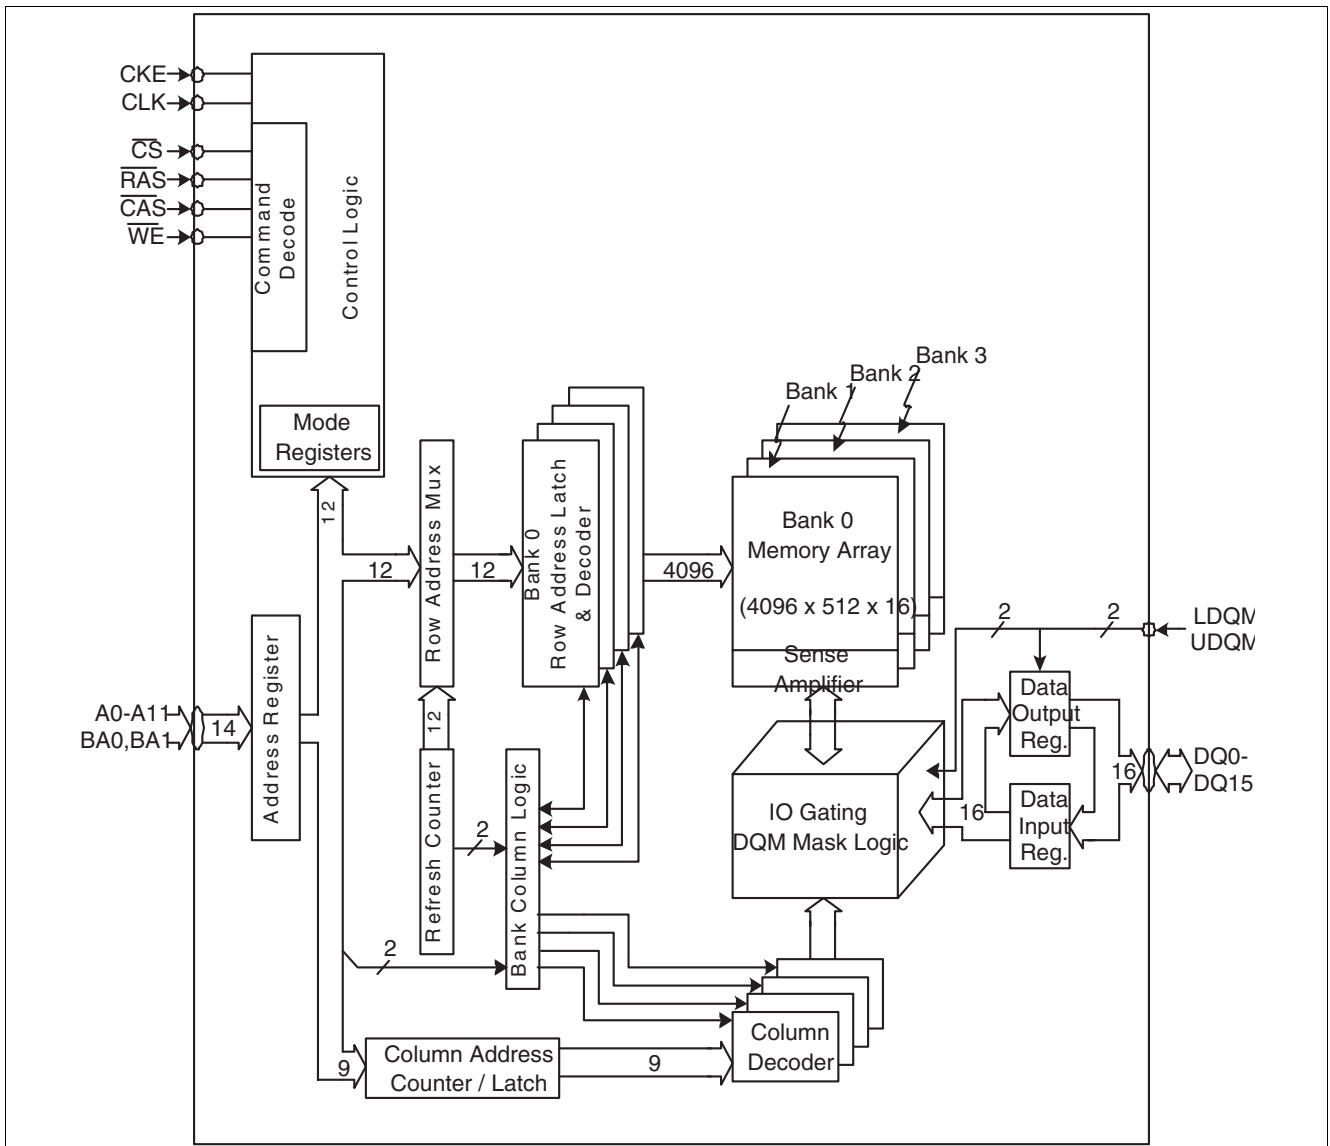 CKE
CLK
CS
RAS
CAS
WE
Command
Decode
Control Logic
Mode
Registers
12
Bank 3
Bank 2
Bank 1
Row Address Mux
12
12
Bank 0
Row Address Latch
& Decoder
4096
Bank 0
Memory Array
(4096 x 512 x 16)
Sense
Amplifier
2
2
LDQM
UDQM
A0-A11
BA0,BA1
14
Address Register
12
Refresh Counter
2
Bank Column Logic
2
IO Gating
DQM Mask Logic
16
Data
Output
Reg.
Data
Input
Reg.
16
DQ0-
DQ15
9
Column Address
Counter / Latch
9
Column
Decoder